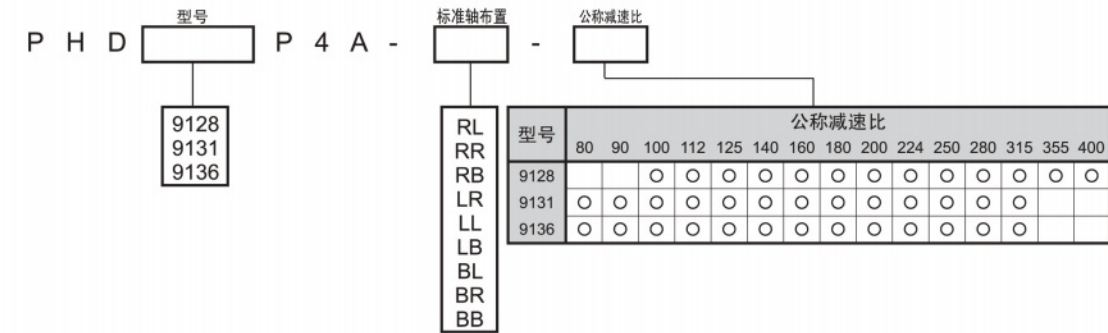 型号 标准轴布置 公称减速比
P H D P 4 A - -
9128
9131
9136
RL
RR
RB
LR
LL
LB
BL
BR
BB
型号 公称减速比
80 90 100 112 125 140 160 180 200 224 250 280 315 355 400
9128 ○ ○ ○ ○ ○ ○ ○ ○ ○ ○ ○ ○ ○
9131 ○ ○ ○ ○ ○ ○ ○ ○ ○ ○ ○ ○ ○
9136 ○ ○ ○ ○ ○ ○ ○ ○ ○ ○ ○ ○ ○